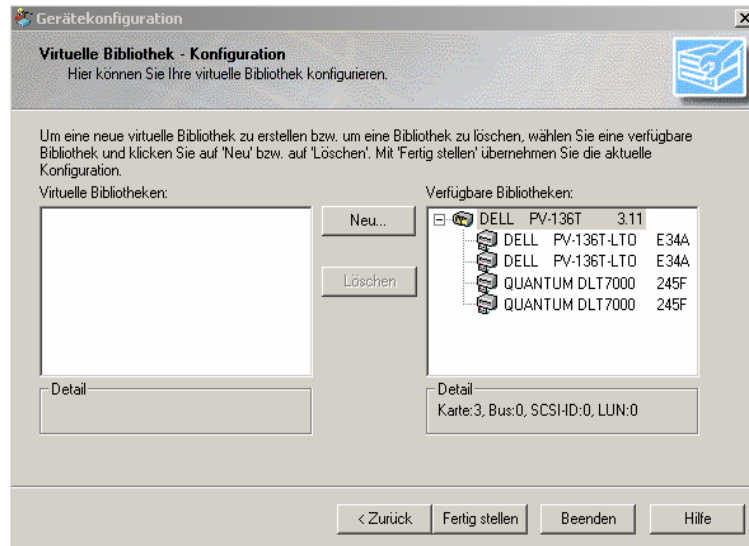 Gerätekonfiguration
Virtuelle Bibliothek - Konfiguration
Hier können Sie Ihre virtuelle Bibliothek konfigurieren.
Um eine neue virtuelle Bibliothek zu erstellen bzw. um eine Bibliothek zu löschen, wählen Sie eine verfügbare
Bibliothek und klicken Sie auf 'Neu' bzw. auf 'Löschen'. Mit 'Fertig stellen' übernehmen Sie die aktuelle
Konfiguration.
Virtuelle Bibliotheken:
Neu...
Löschen
Detail
Verfügbare Bibliotheken:
DELL PV-136T 3.11
DELL PV-136T-LTO E34A
DELL PV-136T-LTO E34A
QUANTUM DLT7000 245F
QUANTUM DLT7000 245F
Detail
Karte:3, Bus:0, SCSI-ID:0, LUN:0
< Zurück
Fertig stellen
Beenden
Hilfe